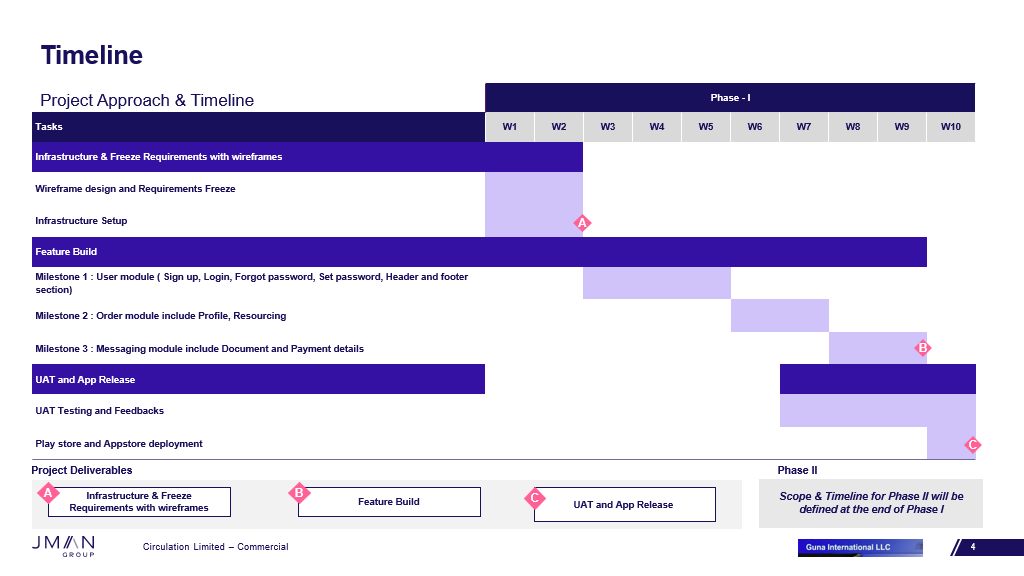 Timeline
Project Approach & Timeline
Phase - I
Tasks
W1 W2 W3 W4 W5 W6 W7 W8 W9 W10
Infrastructure & Freeze Requirements with wireframes
Wireframe design and Requirements Freeze
Infrastructure Setup
A
Feature Build
Milestone 1 : User module ( Sign up, Login, Forgot password, Set password, Header and footer
section)
Milestone 2 : Order module include Profile, Resourcing
Milestone 3 : Messaging module include Document and Payment details
B
UAT and App Release
UAT Testing and Feedbacks
Play store and Appstore deployment
C
Project Deliverables
Phase II
A
Infrastructure & Freeze
Requirements with wireframes
B
Feature Build
C
UAT and App Release
Scope & Timeline for Phase II will be
defined at the end of Phase I
JMAN
GROUP
Circulation Limited – Commercial
Guna International LLC
4